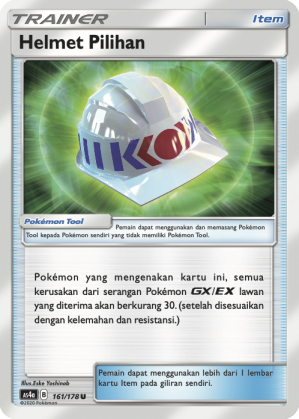 TRAINER Item
Helmet Pilihan
Pokémon Tool
Pemain dapat menggunakan dan memasang Pokémon
Tool kepada Pokémon sendiri yang tidak memiliki Pokémon Tool.
Pokémon yang mengenakan kartu ini, semua
kerusakan dari serangan Pokémon GX/EX lawan
yang diterima akan berkurang 30. (setelah disesuaikan
dengan kelemahan dan resistansi.)
Illus.Eske Yoshinob
AS4a B 161/178 U
©2020 Pokémon
Pemain dapat menggunakan lebih dari 1 lembar
kartu Item pada giliran sendiri.